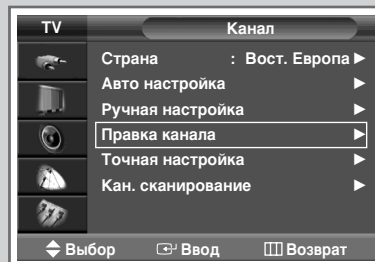 TV Канал
Страна : Вост. Европа
Авто настройка
Ручная настройка
Правка канала
Точная настройка
Кан. сканирование
Выбор Ввод Возврат